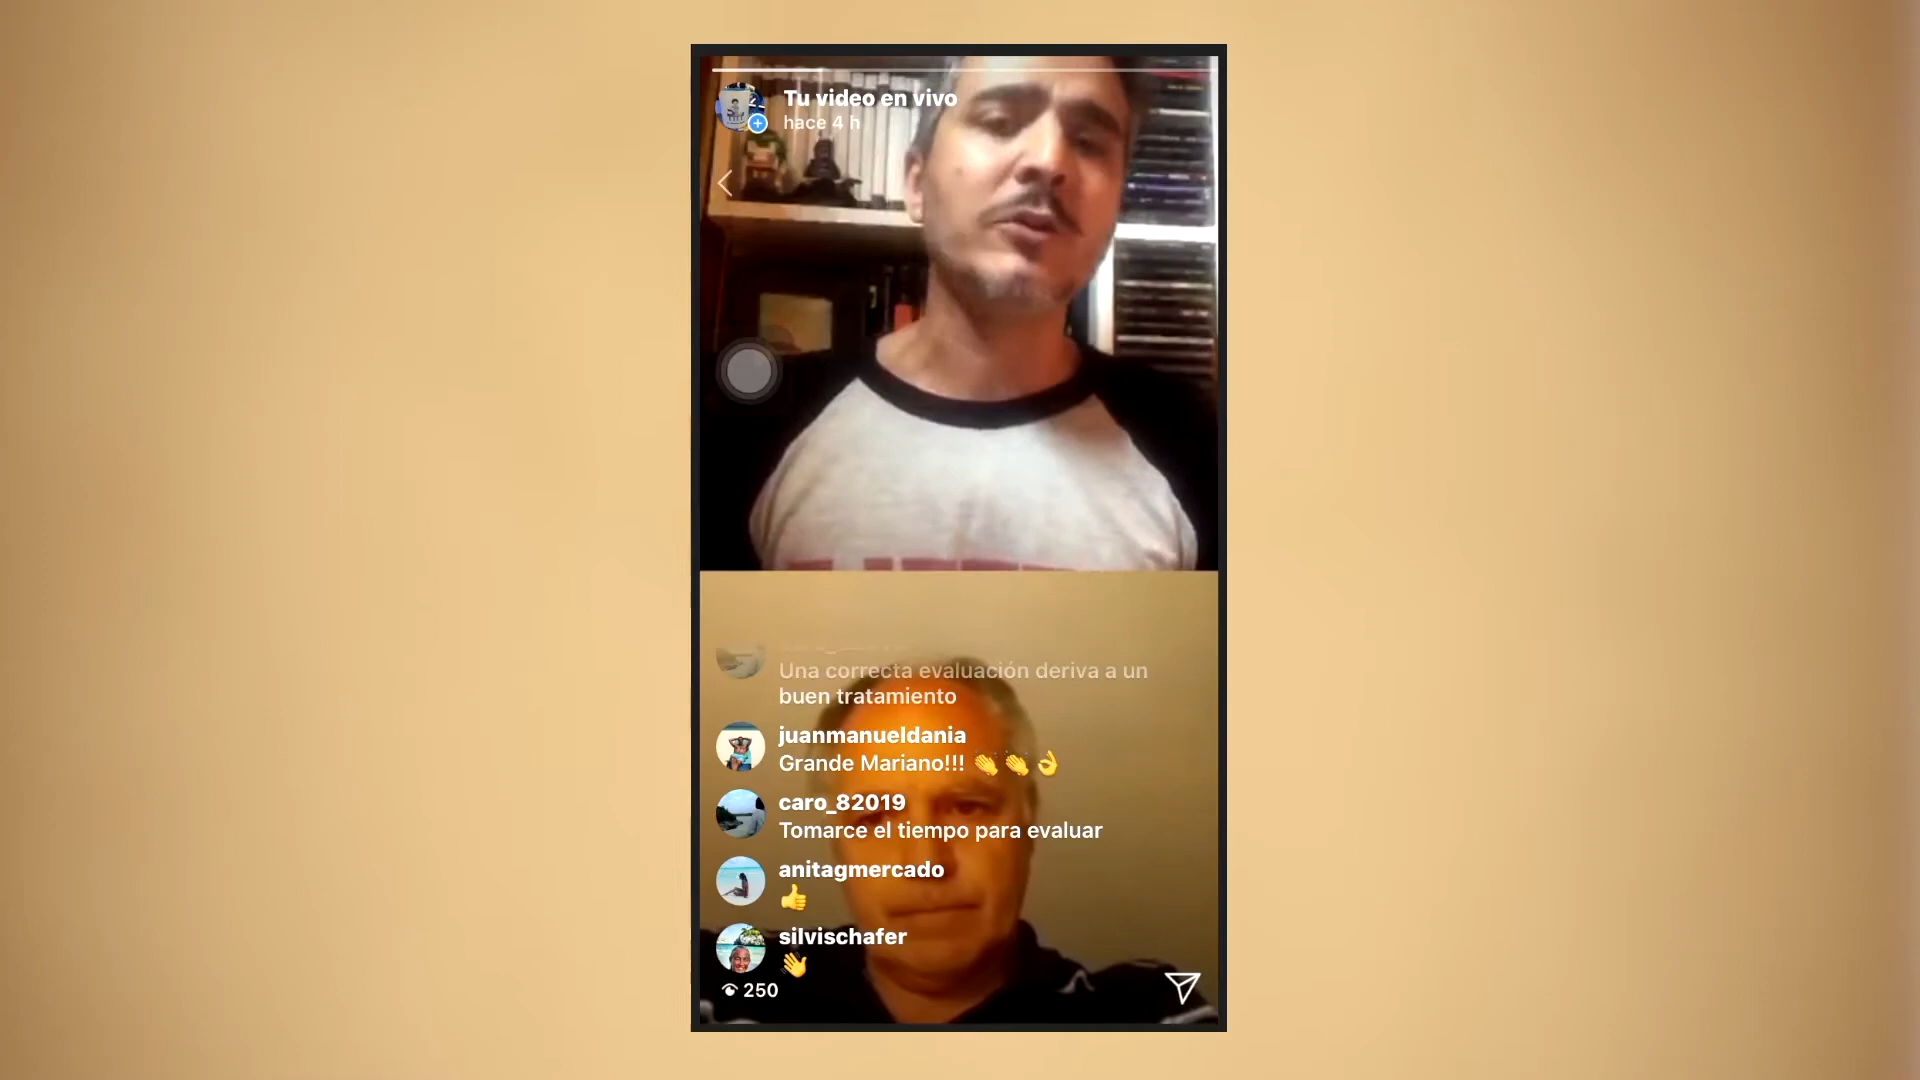 Tu video en vivo
hace 4 h
Una correcta evaluación deriva a un
buen tratamiento
juanmanueldania
Grande Mariano!!! 👏👏👌
caro_82019
Tomarce el tiempo para evaluar
anitagmercado
👍
silvischafer
👋
250